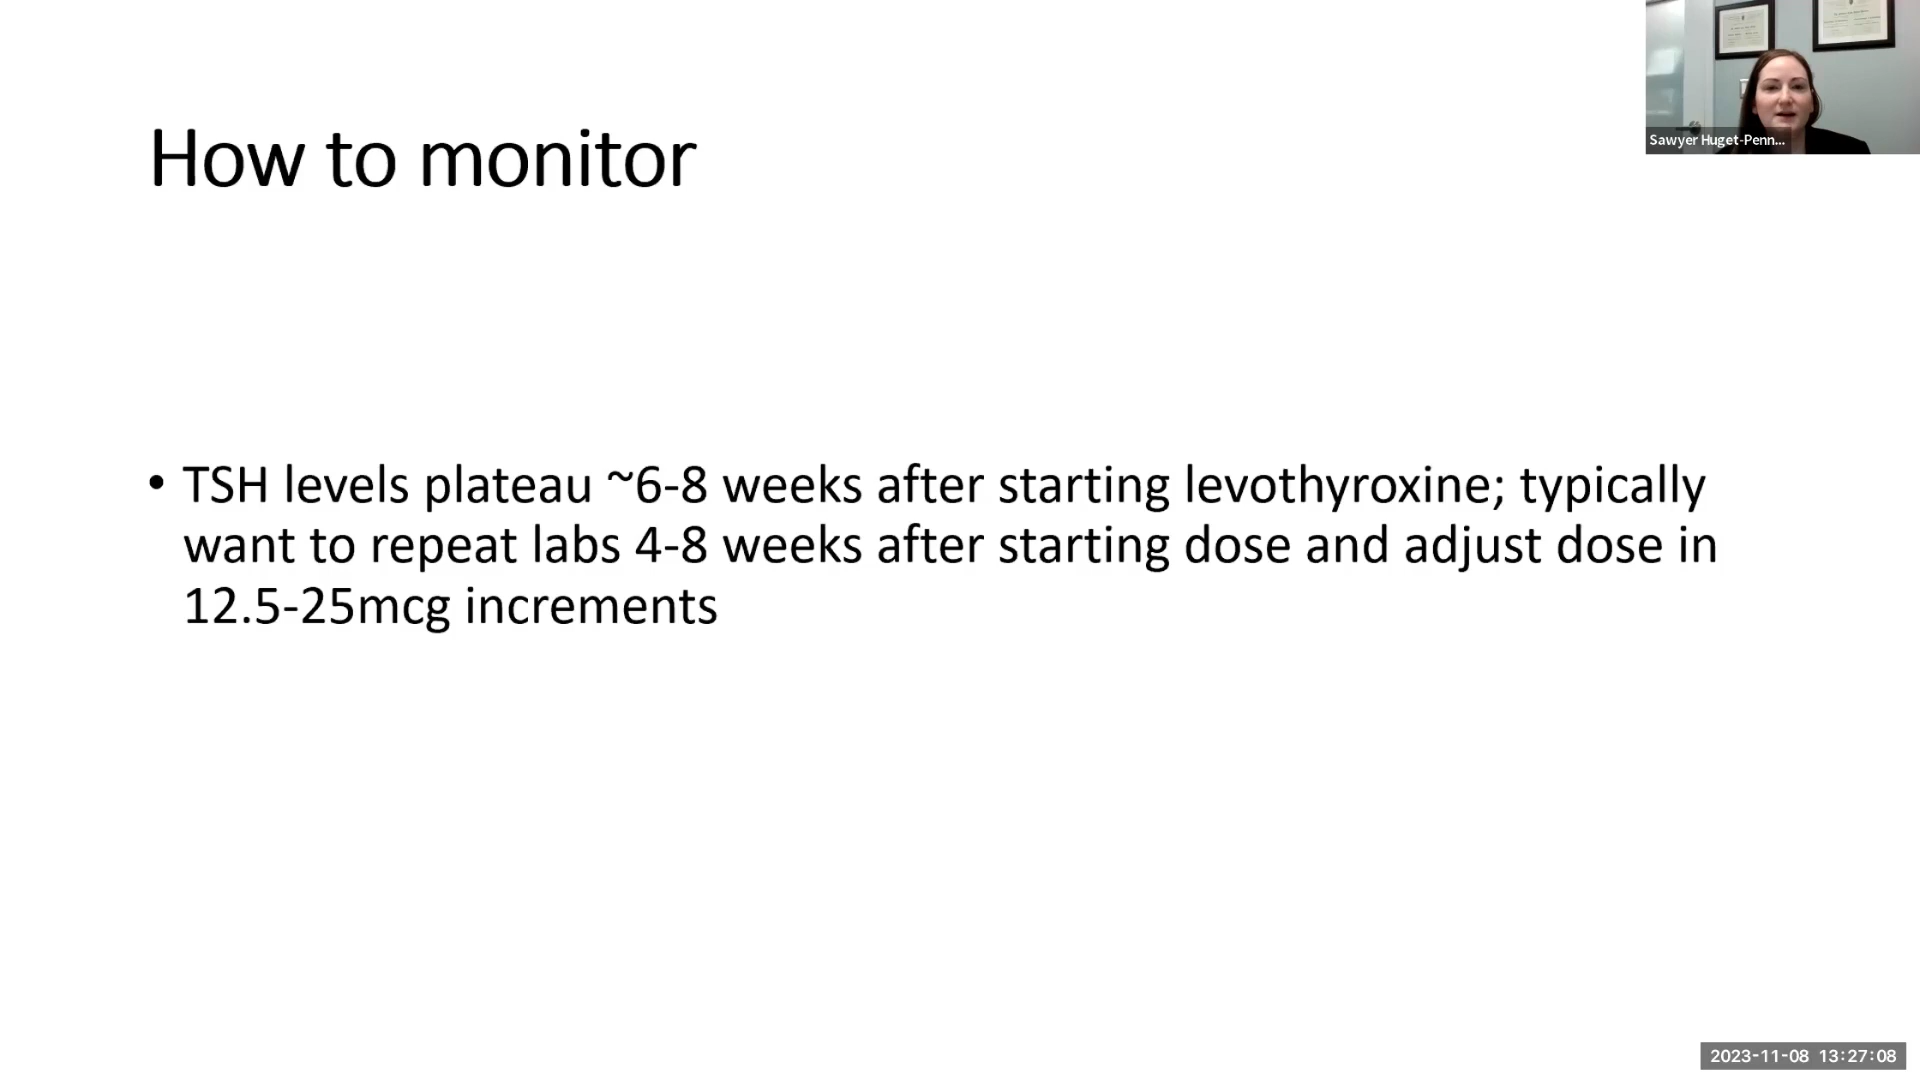 Sawyer Huget-Penn...
How to monitor
• TSH levels plateau ~6-8 weeks after starting levothyroxine; typically
want to repeat labs 4-8 weeks after starting dose and adjust dose in
12.5-25mcg increments
2023-11-08 13:27:08